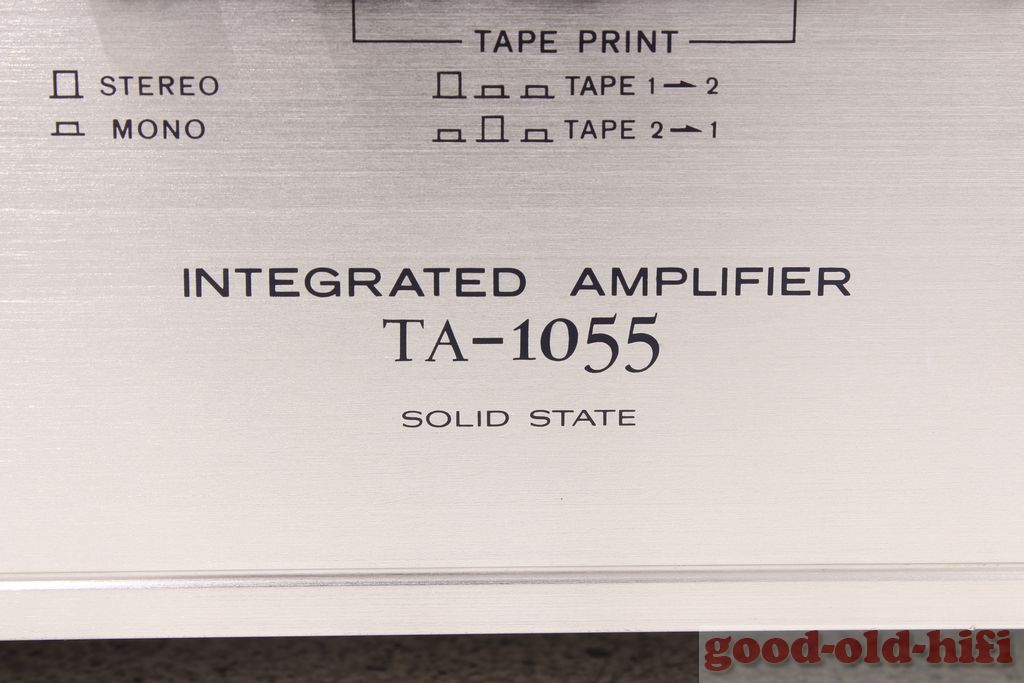 TAPE PRINT
STEREO TAPE 1 → 2
MONO TAPE 2 → 1
INTEGRATED AMPLIFIER
TA-1055
SOLID STATE
good-old-hifi